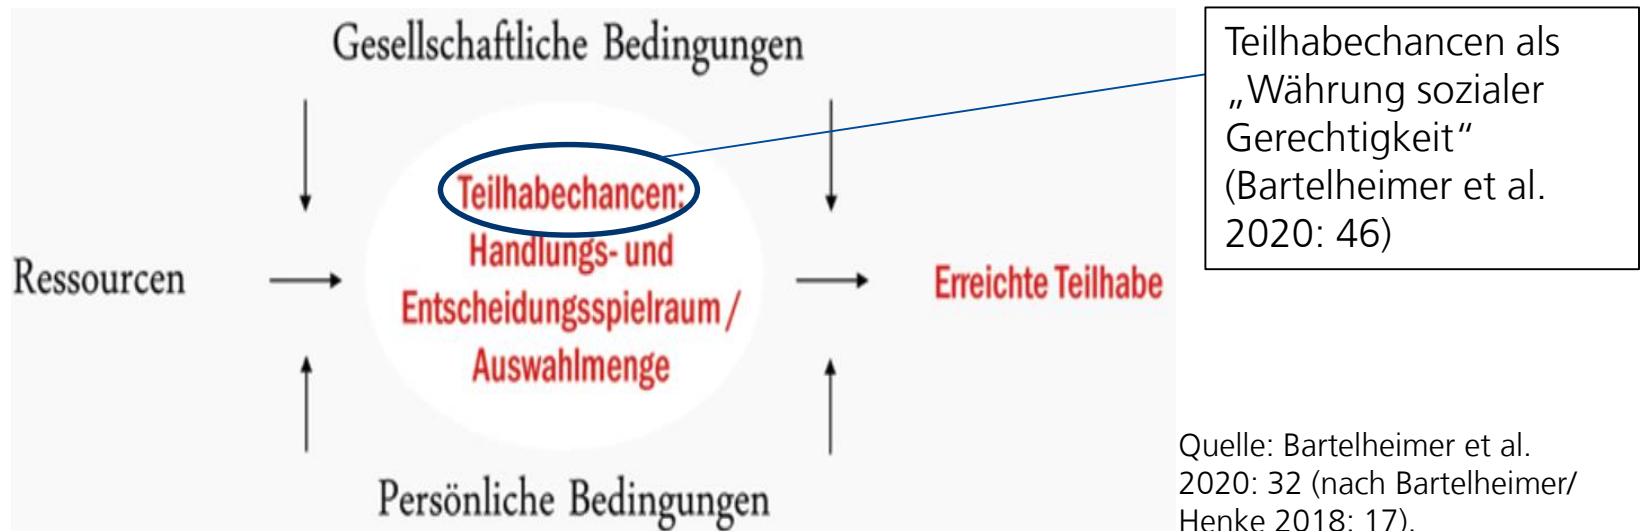 Gesellschaftliche Bedingungen
Teilhabechancen als
„Währung sozialer
Gerechtigkeit“
(Bartelheimer et al.
2020: 46)
Ressourcen
Teilhabechancen:
Handlungs- und
Entscheidungsspielraum /
Auswahlmenge
Erreichte Teilhabe
Persönliche Bedingungen
Quelle: Bartelheimer et al.
2020: 32 (nach Bartelheimer/
Henke 2018: 17).